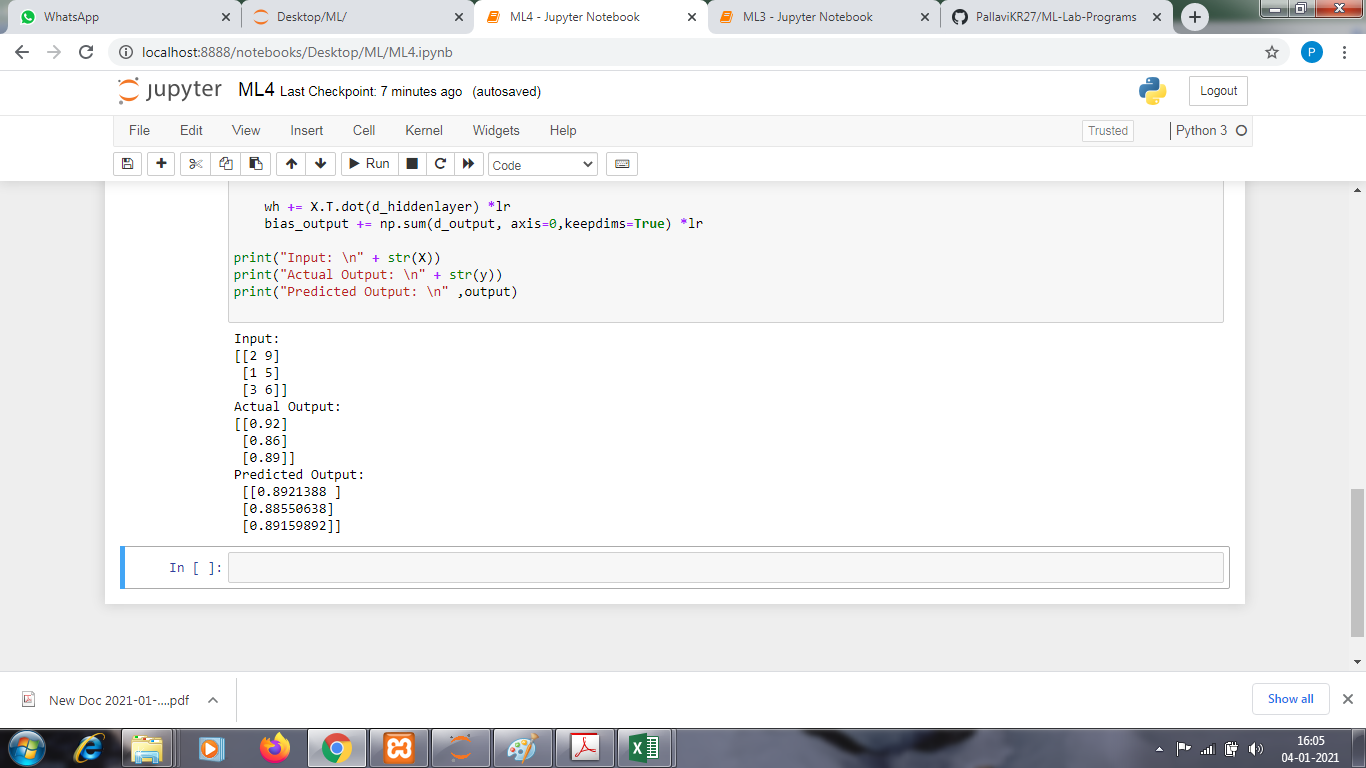 WhatsApp
Desktop/ML/
ML4 - Jupyter Notebook
ML3 - Jupyter Notebook
PallaviKR27/ML-Lab-Programs
localhost:8888/notebooks/Desktop/ML/ML4.ipynb
P
jupyter ML4 Last Checkpoint: 7 minutes ago (autosaved)
Logout
File Edit View Insert Cell Kernel Widgets Help
Trusted
Python 3
Run
Code
wh += X.T.dot(d_hiddenlayer) *lr
bias_output += np.sum(d_output, axis=0,keepdims=True) *lr
print("Input: \n" + str(X))
print("Actual Output: \n" + str(y))
print("Predicted Output: \n" ,output)
Input:
[[2 9]
[1 5]
[3 6]]
Actual Output:
[[0.92]
[0.86]
[0.89]]
Predicted Output:
[[0.8921388 ]
[0.88550638]
[0.89159892]]
In [ ]:
New Doc 2021-01-....pdf
Show all
16:05
04-01-2021